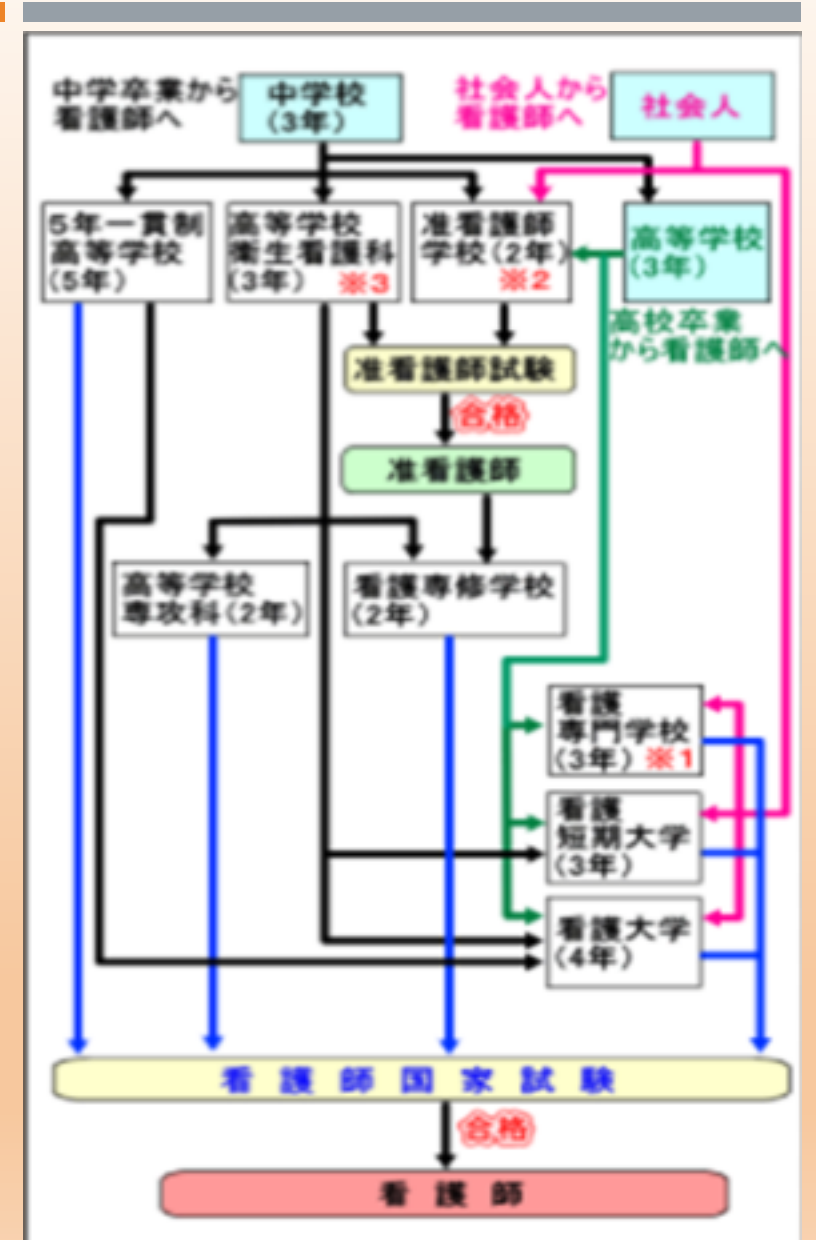 中学卒業から
看護師へ
中学校
(3年)
社会人から
看護師へ
社会人
5年一貫制
高等学校
(5年)
高等学校
衛生看護科
(3年) ※3
准看護師
学校(2年)
※2
高等学校
(3年)
高校卒業
から看護師へ
准看護師試験
合格
准看護師
高等学校
専攻科(2年)
看護専修学校
(2年)
看護
専門学校
(3年) ※1
看護
短期大学
(3年)
看護大学
(4年)
看護師国家試験
合格
看護師